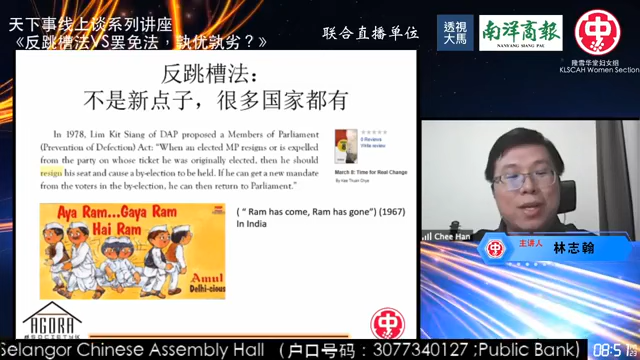 天下事线上谈系列讲座
《反跳槽法VS罢免法，孰优孰劣？》
联合直播单位
透視大馬
南洋商報
NANYANG SIANG PAU
隆雪华堂妇女组
KLSCAH Women Section
反跳槽法：
不是新点子，很多国家都有
In 1978, Lim Kit Siang of DAP proposed a Members of Parliament
(Prevention of Defection) Act: "When an elected MP resigns or is expelled
from the party on whose ticket he was originally elected, then he should
resign his seat and cause a by-election to be held. If he can get a new mandate
from the voters in the by-election, he can then return to Parliament."
March 8: Time for Real Change
Aya Ram...Gaya Ram
Hai Ram
Amul
Delhi-cious
( " Ram has come, Ram has gone") (1967)
In India
Chee Han
主讲人
林志翰
AGORA
SOCIETY
Selangor Chinese Assembly Hall （户口号码：3077340127 ;Public Bank)
08:51